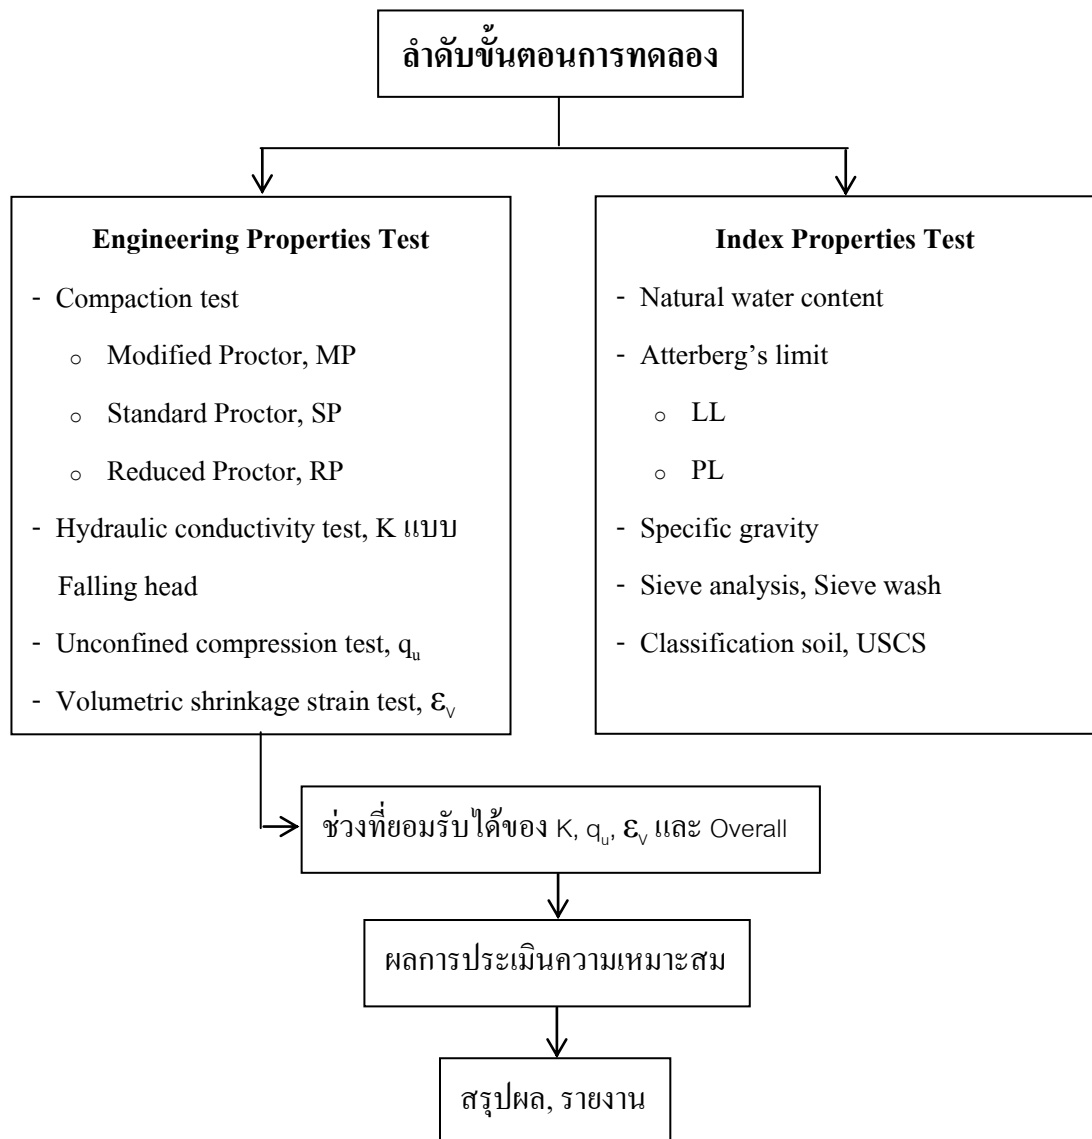 ลำดับขั้นตอนการทดลอง
Engineering Properties Test
- Compaction test
o Modified Proctor, MP
o Standard Proctor, SP
o Reduced Proctor, RP
- Hydraulic conductivity test, K แบบ
Falling head
- Unconfined compression test, qᵤ
- Volumetric shrinkage strain test, εᵥ
Index Properties Test
- Natural water content
- Atterberg’s limit
o LL
o PL
- Specific gravity
- Sieve analysis, Sieve wash
- Classification soil, USCS
ช่วงที่ยอมรับได้ของ K, qᵤ, εᵥ และ Overall
ผลการประเมินความเหมาะสม
สรุปผล, รายงาน